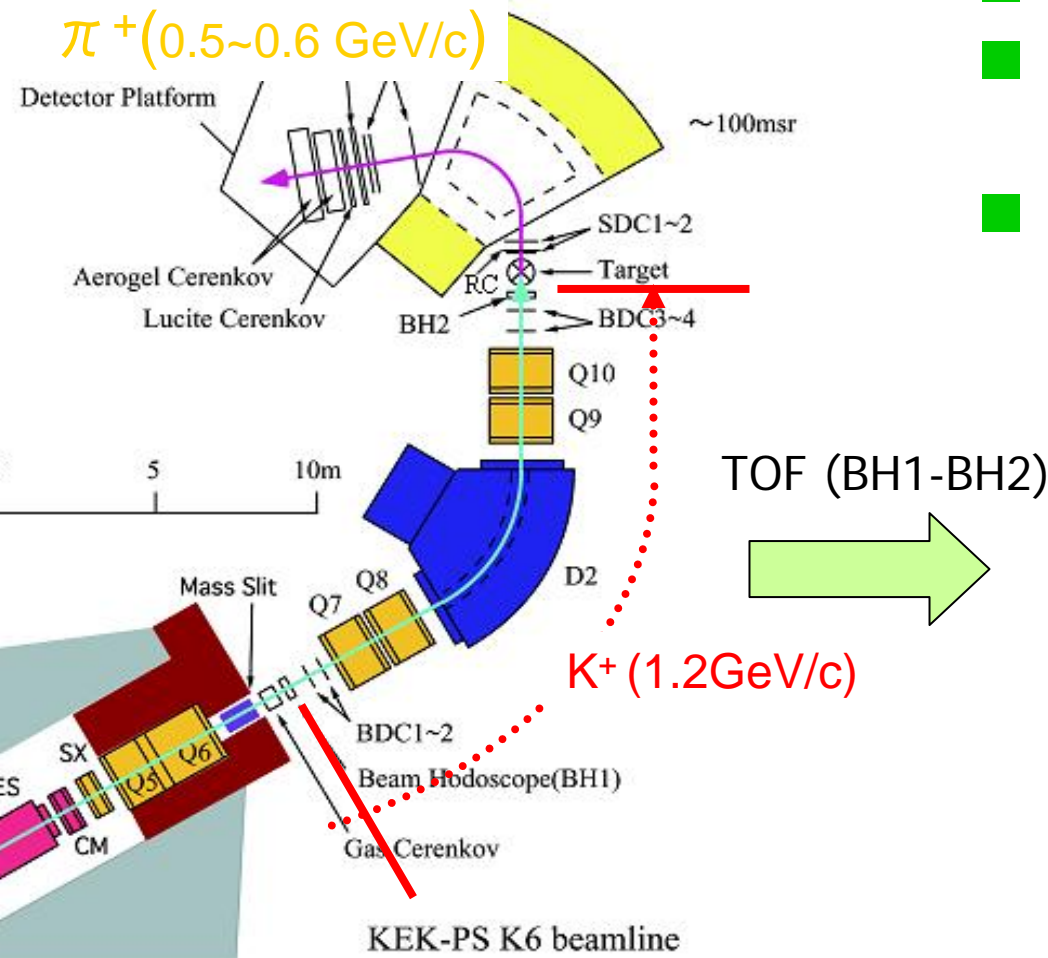 π⁺(0.5~0.6 GeV/c)
Detector Platform
~100msr
SDC1~2
Target
RC
Aerogel Cerenkov
Lucite Cerenkov
BH2
BDC3~4
Q10
Q9
5
10m
TOF (BH1-BH2)
D2
Mass Slit
Q8
Q7
K⁺ (1.2GeV/c)
BDC1~2
SX
Q6
Q5
Beam Hodoscope(BH1)
ES
CM
Gas Cerenkov
KEK-PS K6 beamline